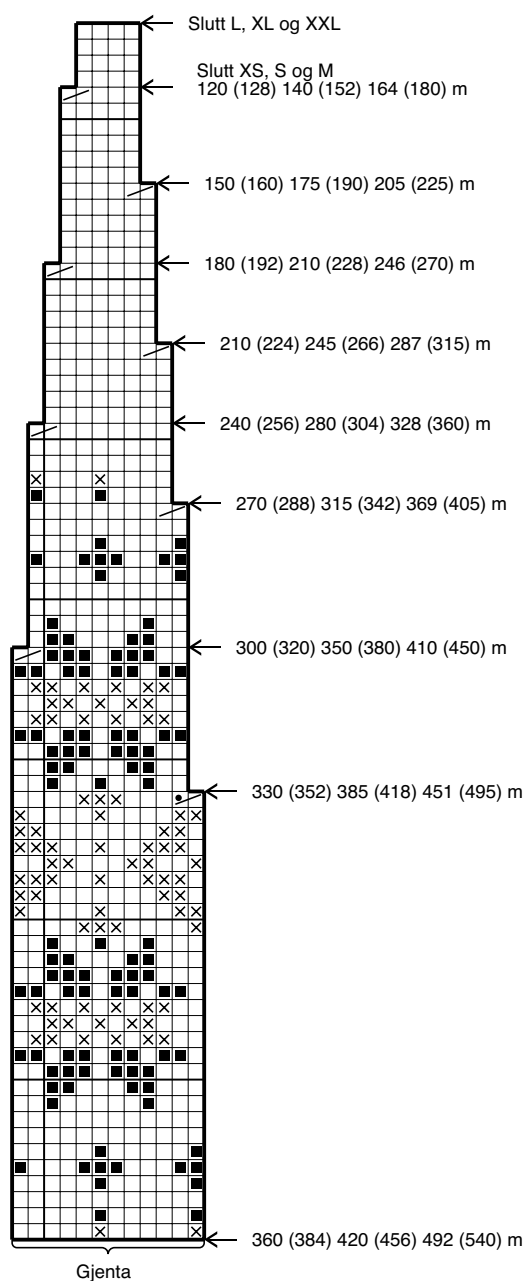 Slutt L, XL og XXL
Slutt XS, S og M
120 (128) 140 (152) 164 (180) m
150 (160) 175 (190) 205 (225) m
180 (192) 210 (228) 246 (270) m
210 (224) 245 (266) 287 (315) m
240 (256) 280 (304) 328 (360) m
270 (288) 315 (342) 369 (405) m
300 (320) 350 (380) 410 (450) m
330 (352) 385 (418) 451 (495) m
360 (384) 420 (456) 492 (540) m
Gjenta